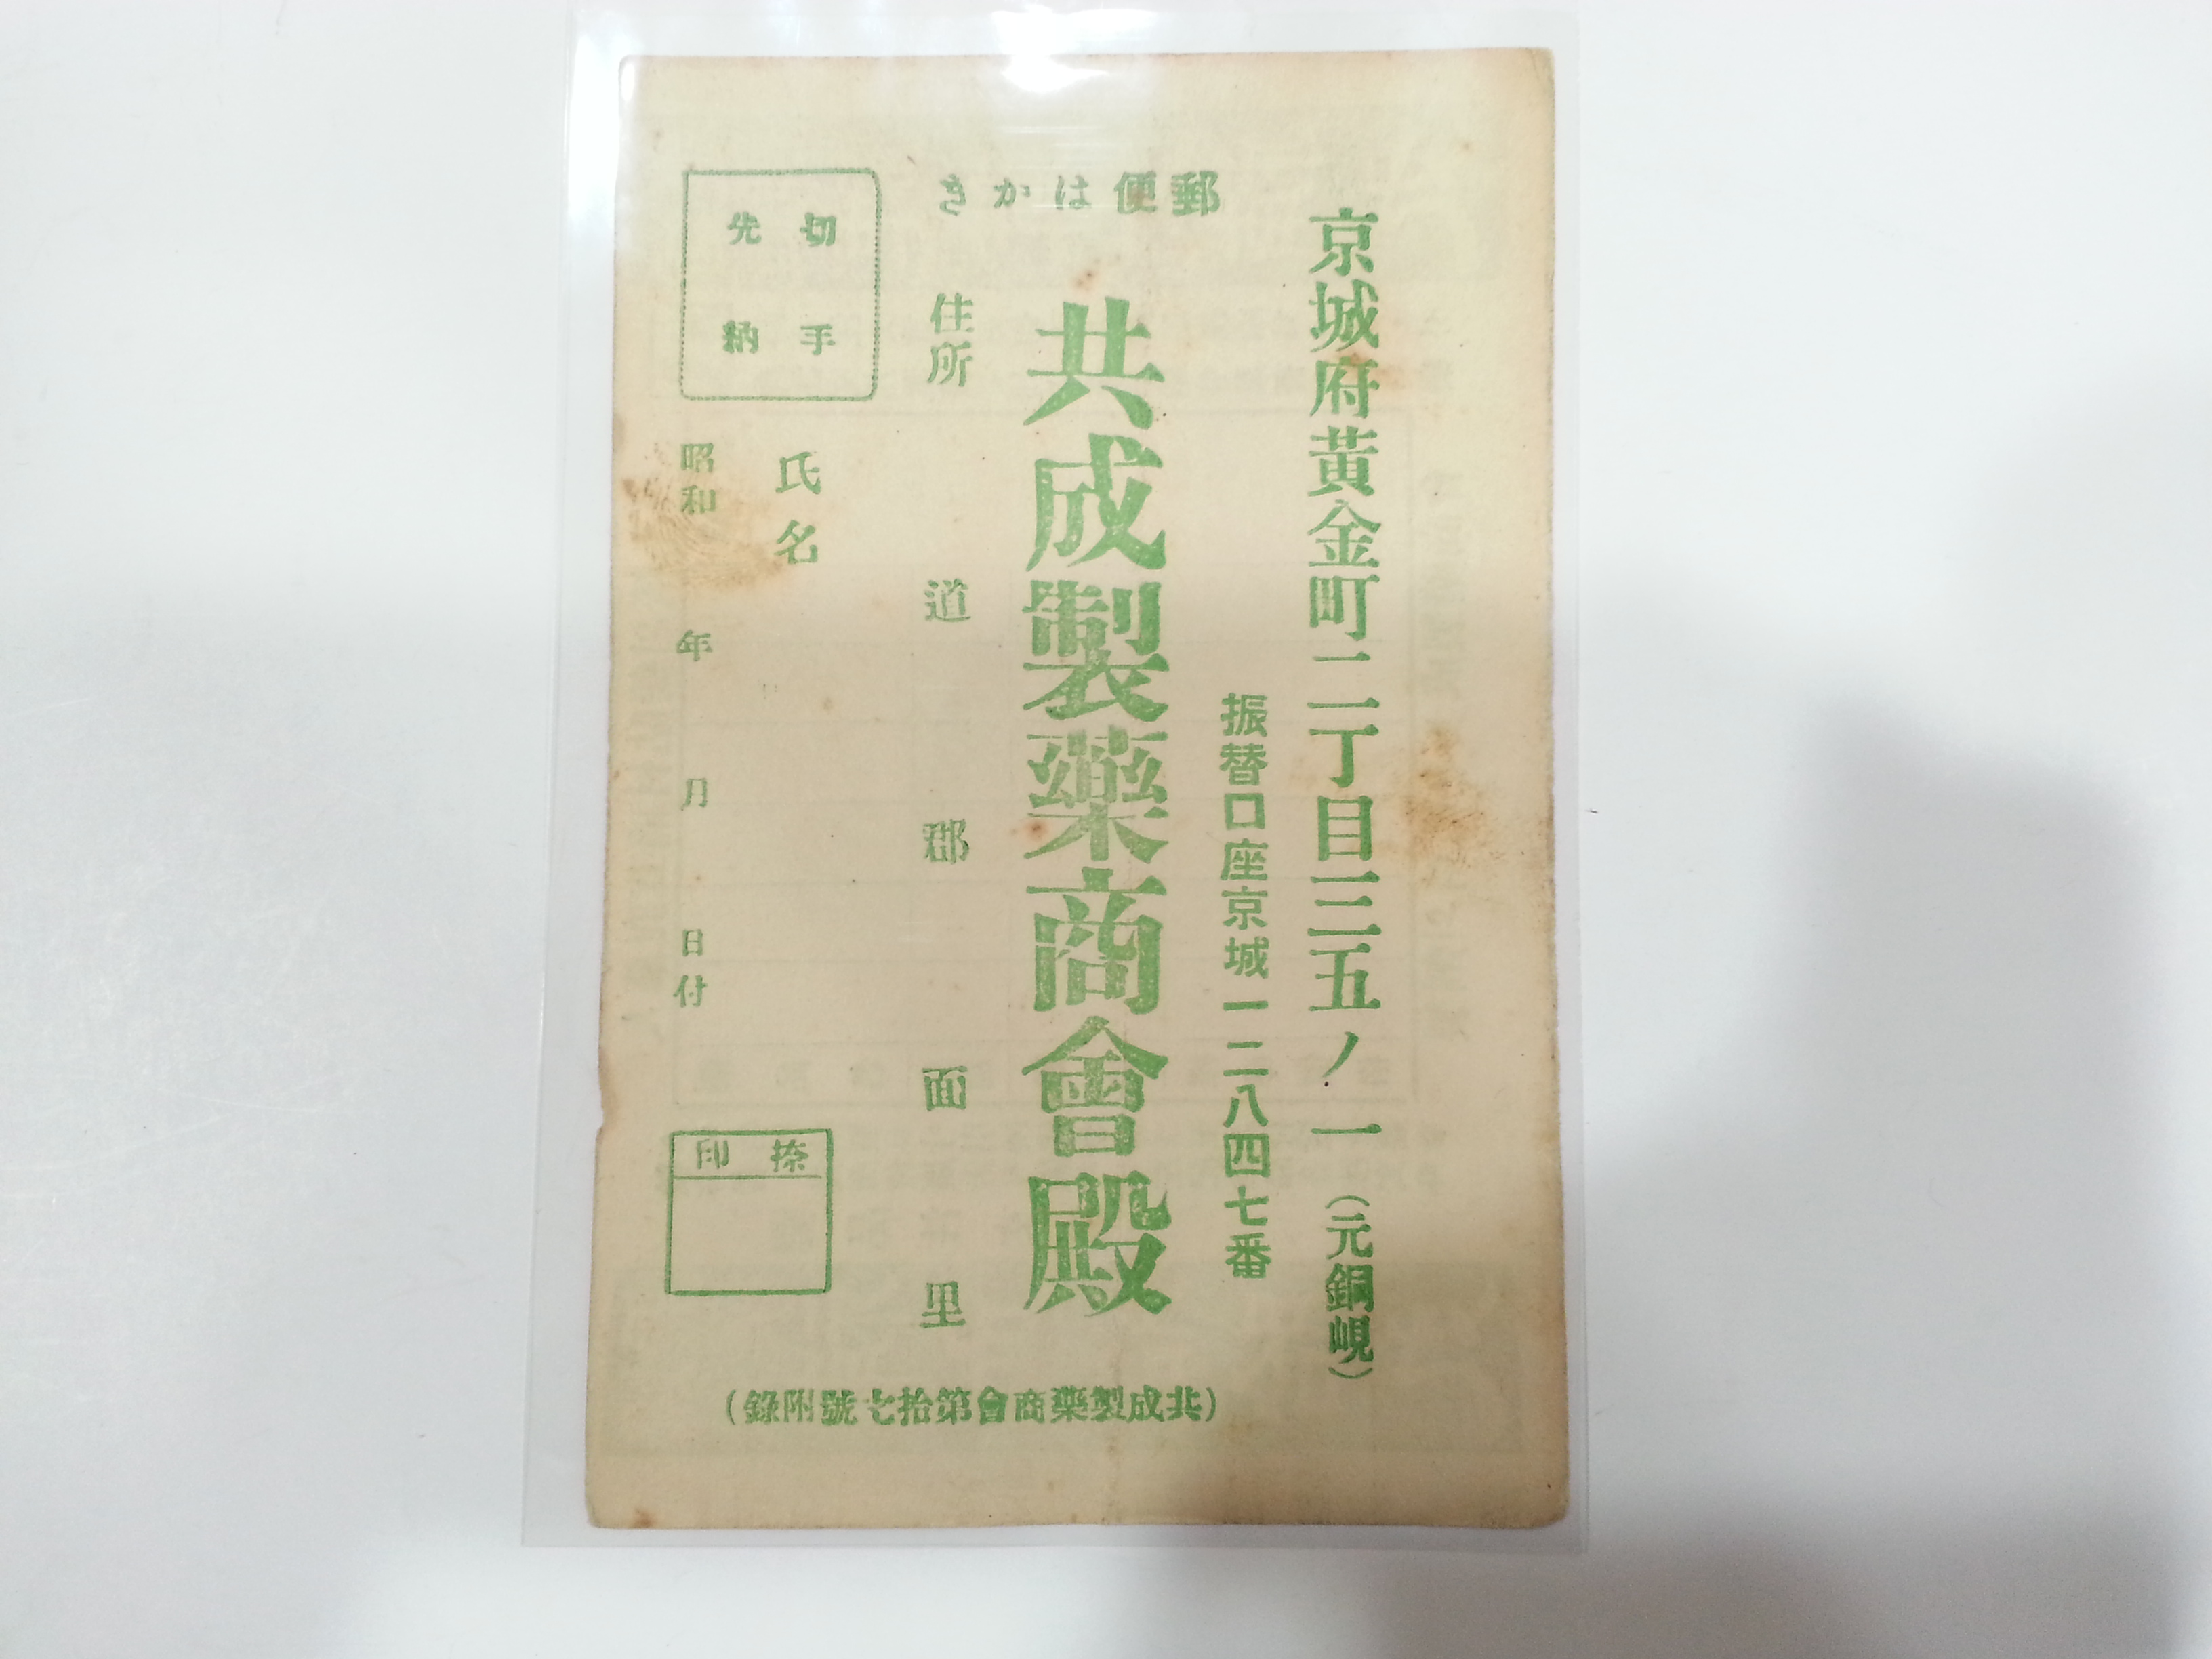 郵便はかき
京城府黃金町二丁目三五ノ一（元銅峴）
振替口座京城一二八四七番
共成製藥商會殿
住所 道 郡 面 里
切手
先納
氏名
昭和 年 月 日付
捺印
（共成製藥商會第拾七號附錄）